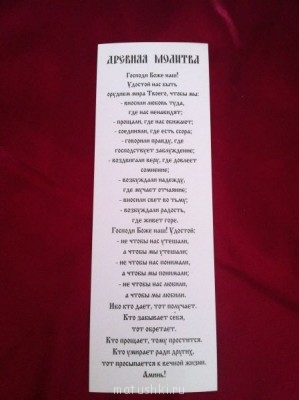 ДРЕВНЯЯ МОЛИТВА
Господи Боже наш!
Удостой нас быть
орудием мира Твоего, чтобы мы:
- вносили любовь туда,
где нас ненавидят;
- прощали, где нас обижают;
- соединяли, где есть ссора;
- говорили правду, где
господствует заблуждение;
- воздвигали веру, где довлеет
сомнение;
- возбуждали надежду,
где мучает отчаяние;
- вносили свет во тьму;
- возбуждали радость,
где живет горе.
Господи Боже наш! Удостой:
- не чтобы нас утешали,
а чтобы мы утешали;
- не чтобы нас понимали,
а чтобы мы понимали;
- не чтобы нас любили,
а чтобы мы любили.
Ибо кто дает, тот получает.
Кто забывает себя,
тот обретает.
Кто прощает, тому простится.
Кто умирает ради других,
тот просыпается к вечной жизни.
Аминь!
matushki.ru